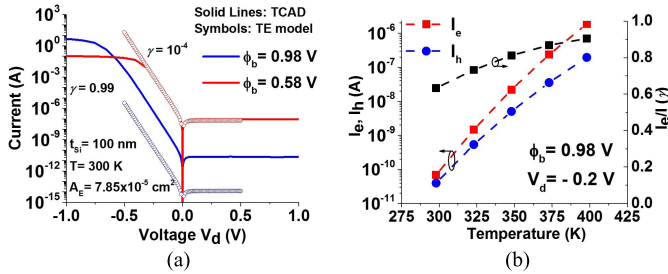 Solid Lines: TCAD
Symbols: TE model
γ = 10⁻⁴
ϕb = 0.98 V
ϕb = 0.58 V
γ = 0.99
tSi = 100 nm
T= 300 K
AE = 7.85x10⁻⁵ cm²
10³
10⁰
10⁻³
10⁻⁶
10⁻⁹
10⁻¹²
10⁻¹⁵
Current (A)
-1.0 -0.5 0.0 0.5 1.0
Voltage Vd (V)
(a)
Ie
Ih
10⁻⁶
10⁻⁷
10⁻⁸
10⁻⁹
10⁻¹⁰
10⁻¹¹
Ie, Ih (A)
1.0
0.8
0.6
0.4
0.2
0.0
Ie/I (γ)
ϕb = 0.98 V
Vd = - 0.2 V
275 300 325 350 375 400 425
Temperature (K)
(b)